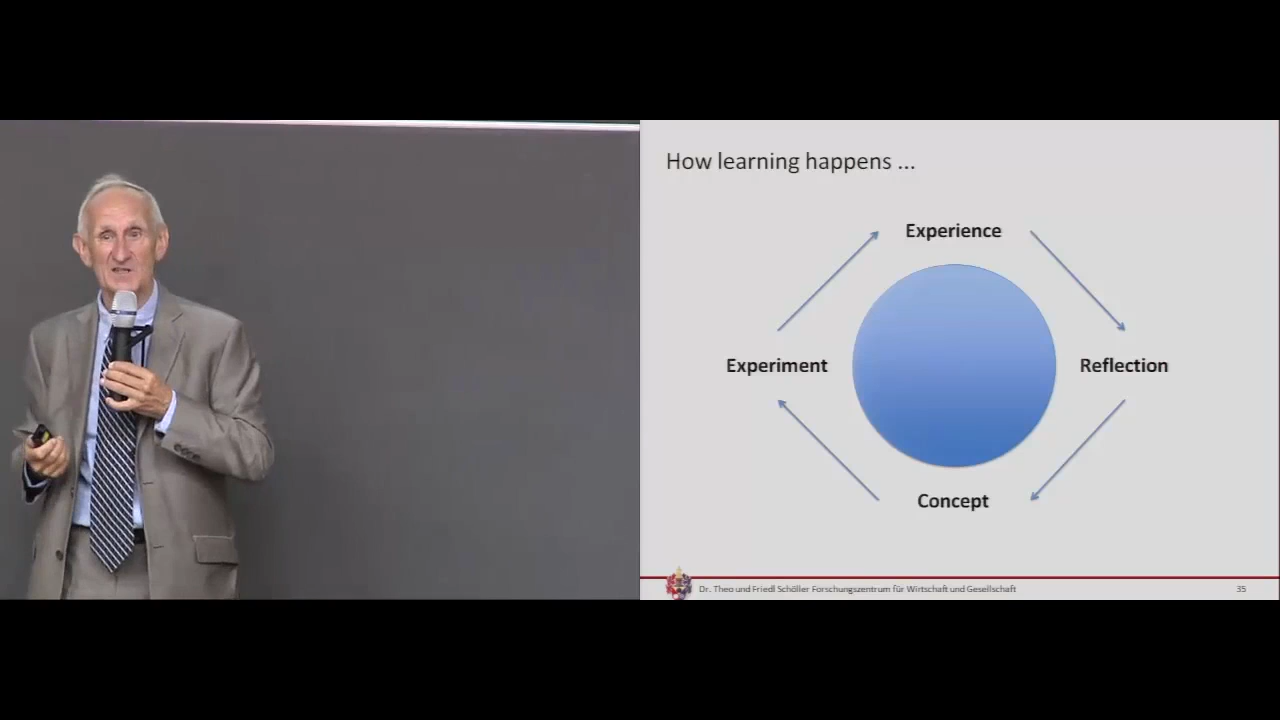 How learning happens ...
Experience
Experiment
Reflection
Concept
Dr. Theo und Friedl Schöller Forschungszentrum für Wirtschaft und Gesellschaft
35